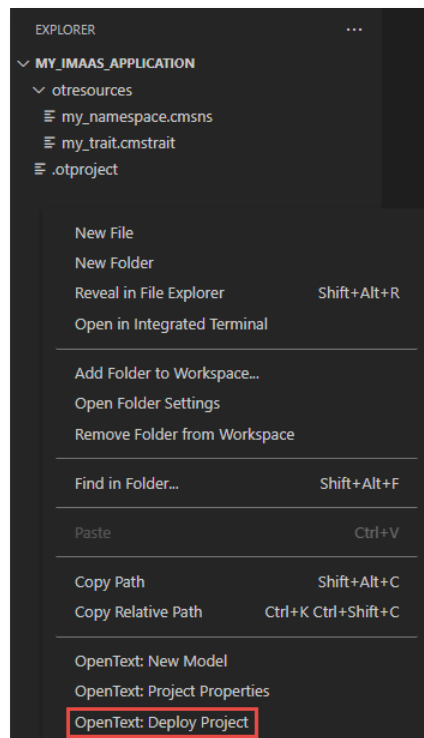 EXPLORER ...
MY_IMAAS_APPLICATION
otresources
my_namespace.cmsns
my_trait.cmstrait
.otproject
New File
New Folder
Reveal in File Explorer Shift+Alt+R
Open in Integrated Terminal
Add Folder to Workspace...
Open Folder Settings
Remove Folder from Workspace
Find in Folder... Shift+Alt+F
Paste Ctrl+V
Copy Path Shift+Alt+C
Copy Relative Path Ctrl+K Ctrl+Shift+C
OpenText: New Model
OpenText: Project Properties
OpenText: Deploy Project